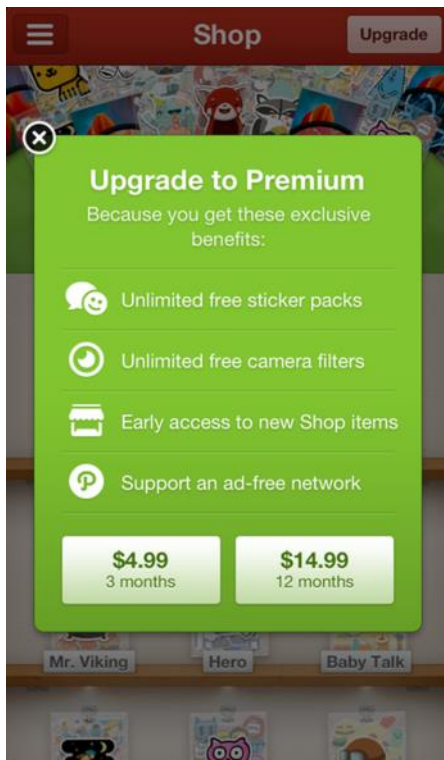 Shop
Upgrade
Upgrade to Premium
Because you get these exclusive
benefits:
Unlimited free sticker packs
Unlimited free camera filters
Early access to new Shop items
Support an ad-free network
$4.99
3 months
$14.99
12 months
Mr. Viking
Hero
Baby Talk